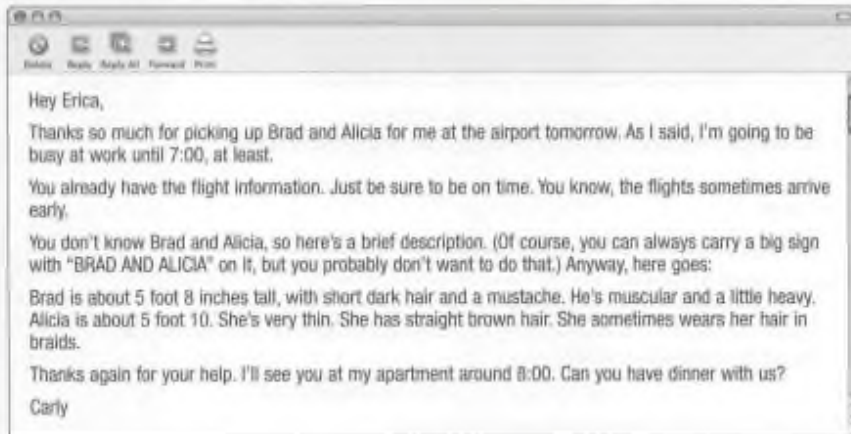 Delete Reply Reply All Forward Print
Hey Erica,
Thanks so much for picking up Brad and Alicia for me at the airport tomorrow. As I said, I'm going to be
busy at work until 7:00, at least.
You already have the flight information. Just be sure to be on time. You know, the flights sometimes arrive
early.
You don't know Brad and Alicia, so here's a brief description. (Of course, you can always carry a big sign
with "BRAD AND ALICIA" on it, but you probably don't want to do that.) Anyway, here goes:
Brad is about 5 foot 8 inches tall, with short dark hair and a mustache. He's muscular and a little heavy.
Alicia is about 5 foot 10. She's very thin. She has straight brown hair. She sometimes wears her hair in
braids.
Thanks again for your help. I'll see you at my apartment around 8:00. Can you have dinner with us?
Carly